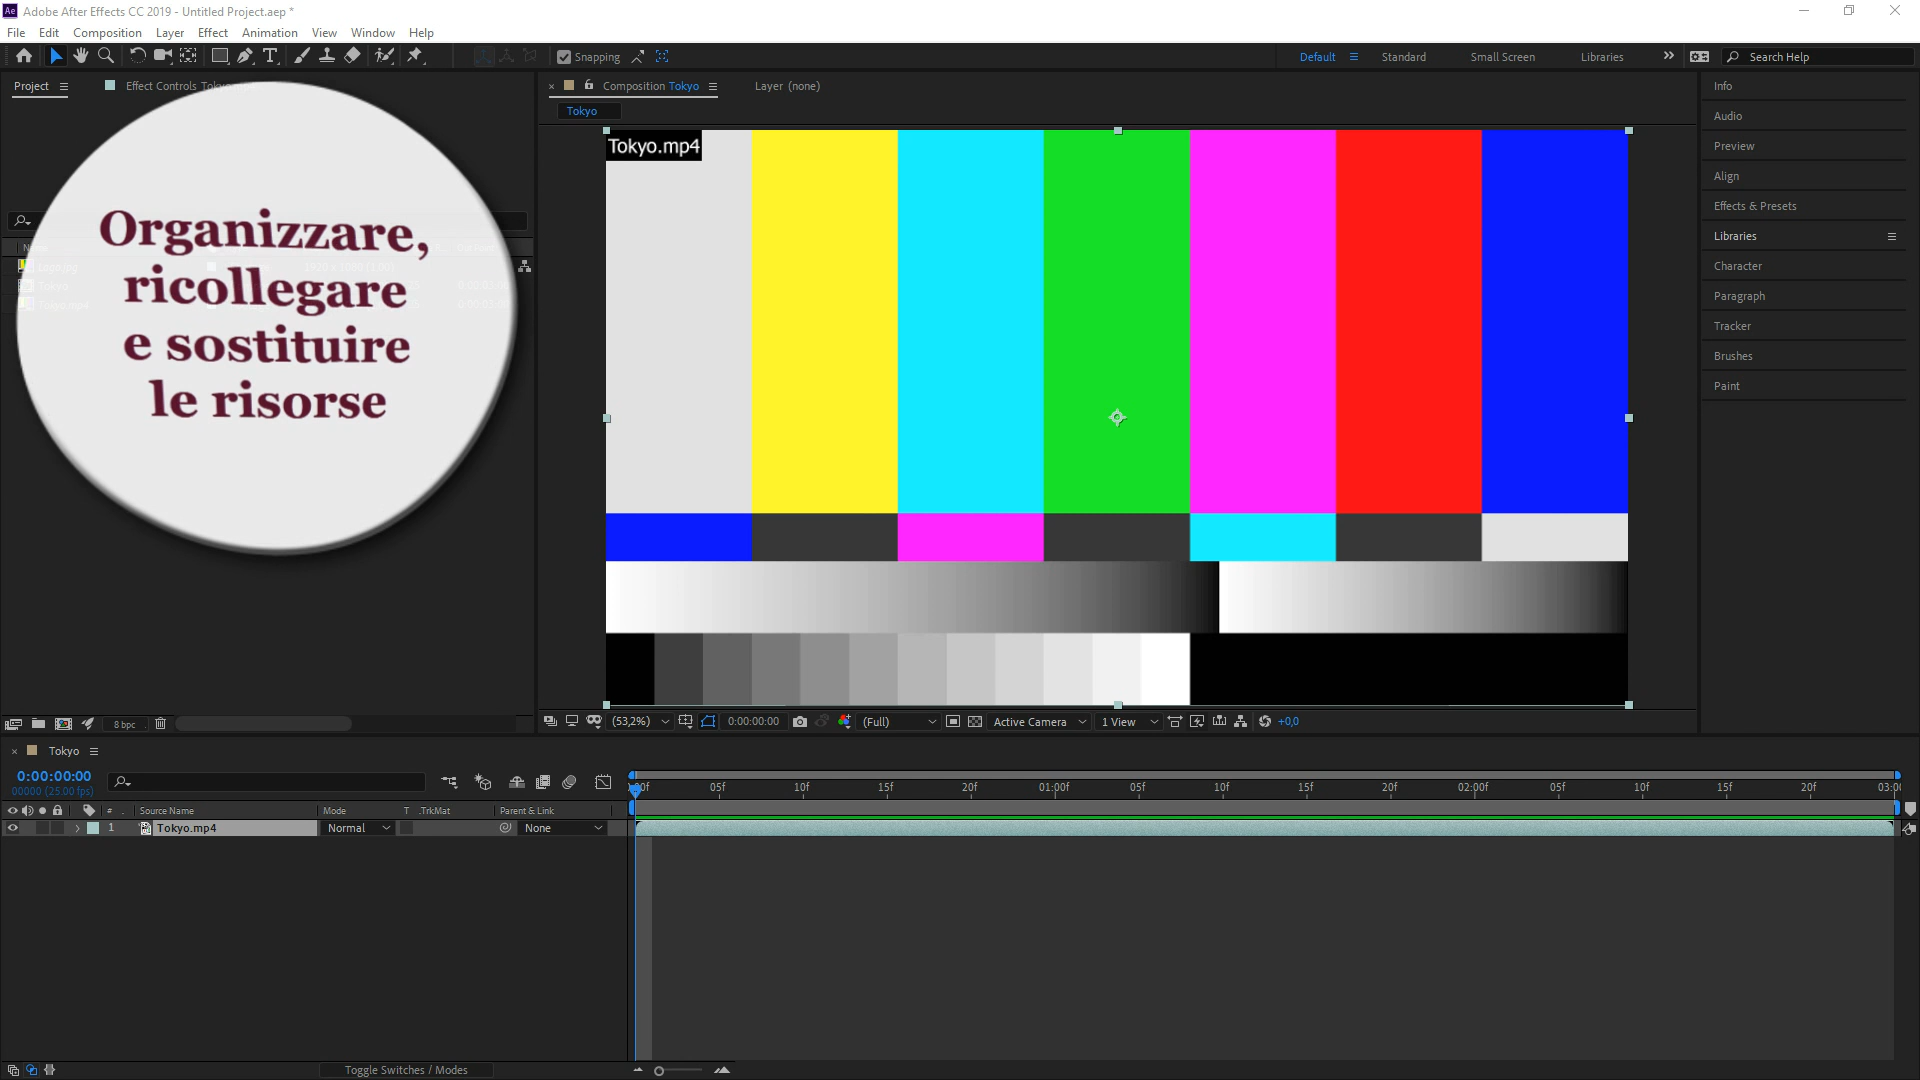 Adobe After Effects CC 2019 - Untitled Project.aep *
File Edit Composition Layer Effect Animation View Window Help
Snapping
Default Standard Small Screen Libraries Search Help
Project Effect Controls
Composition Tokyo Layer (none)
Tokyo
Tokyo.mp4
Organizzare,
ricollegare
e sostituire
le risorse
Info
Audio
Preview
Align
Effects & Presets
Libraries
Character
Paragraph
Tracker
Brushes
Paint
8 bpc
(53,2%) 0:00:00:00 (Full) Active Camera 1 View +0,0
Tokyo
0:00:00:00
00000 (25.00 fps)
05f 10f 15f 20f 01:00f 05f 10f 15f 20f 02:00f 05f 10f 15f 20f
# Source Name Mode T .TrkMat Parent & Link
1 Tokyo.mp4 Normal None
Toggle Switches / Modes